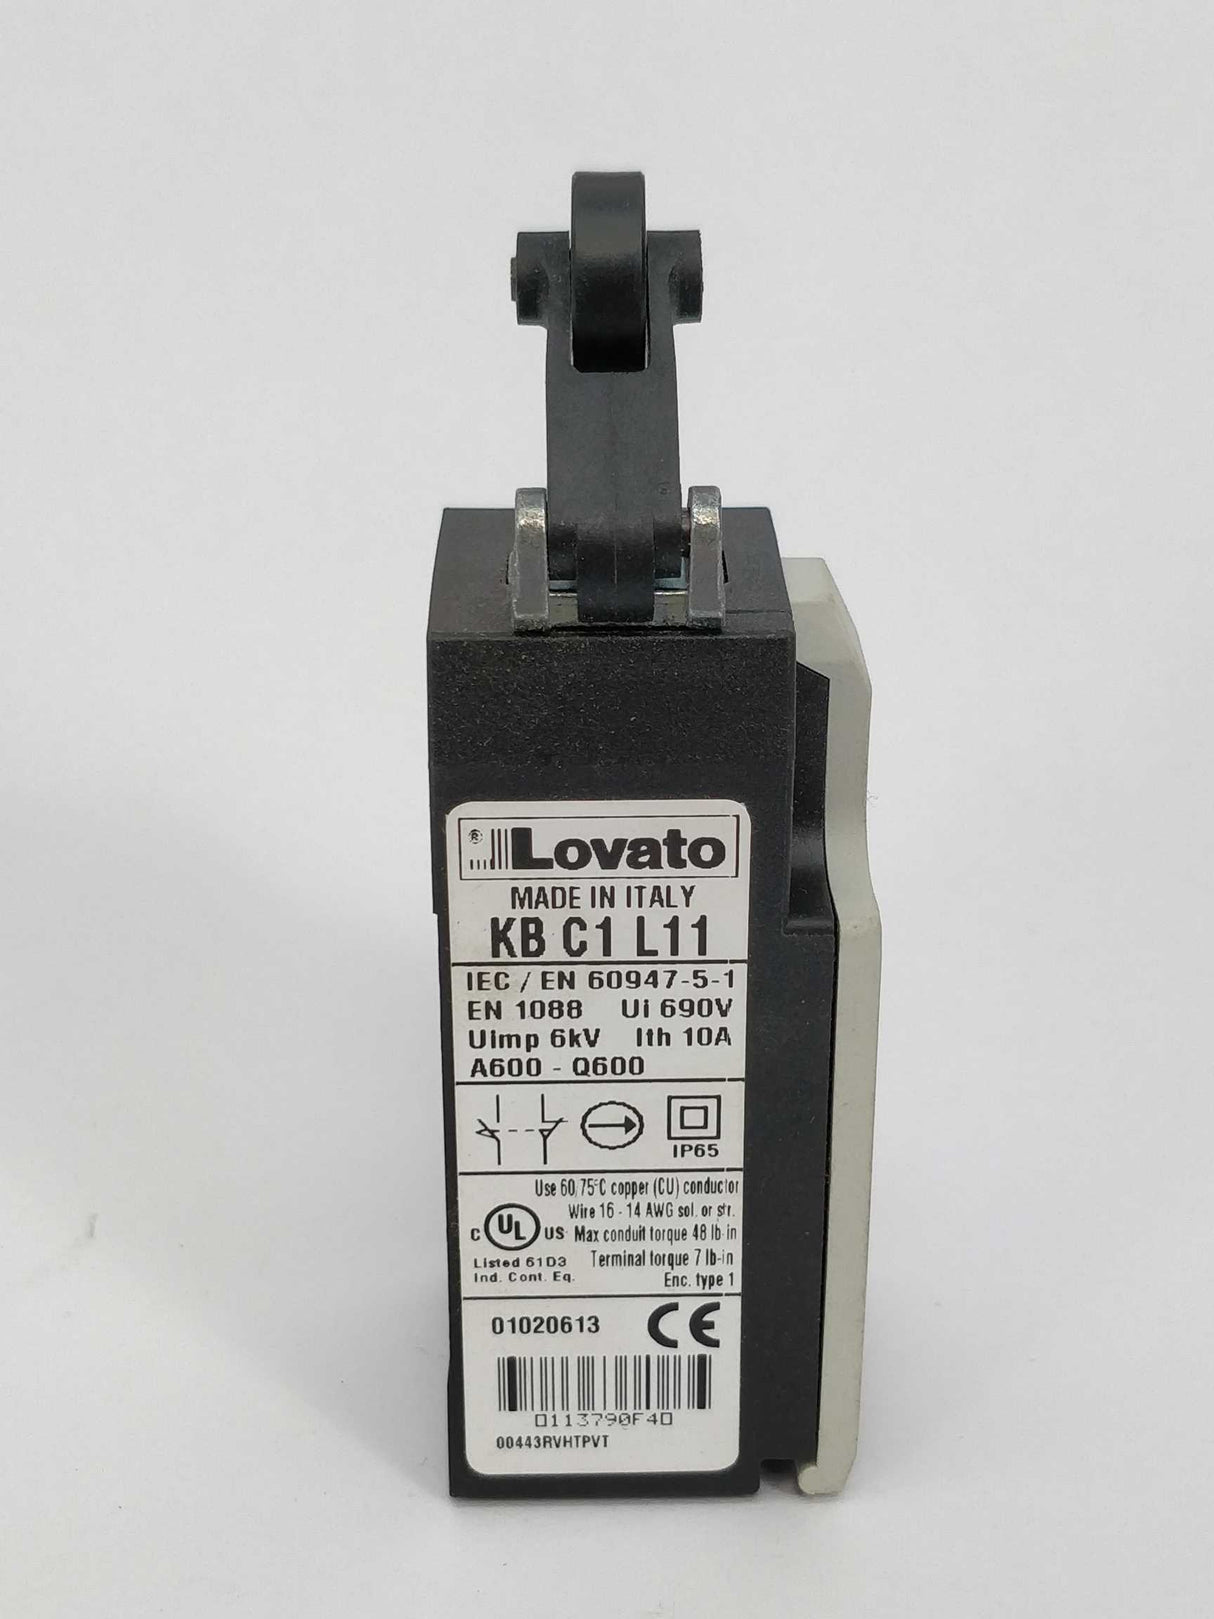 ® Lovato
MADE IN ITALY
KB C1 L11
IEC / EN 60947-5-1
EN 1088 Ui 690V
Uimp 6kV Ith 10A
A600 - Q600
IP65
Use 60/75°C copper (CU) conductor
Wire 16 - 14 AWG sol. or str.
C UL US Max conduit torque 48 lb-in
Listed 61D3 Terminal torque 7 lb-in
Ind. Cont. Eq. Enc. type 1
01020613 CE
0113790F40
00443RVHTPVT